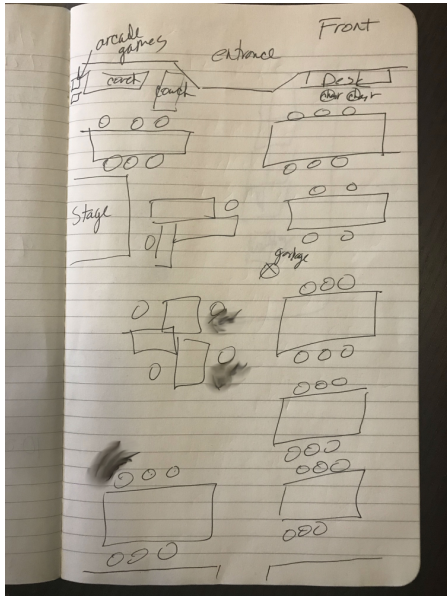 Front
entrance
arcade
games
couch
couch
Desk
chair chair
Stage
garbage